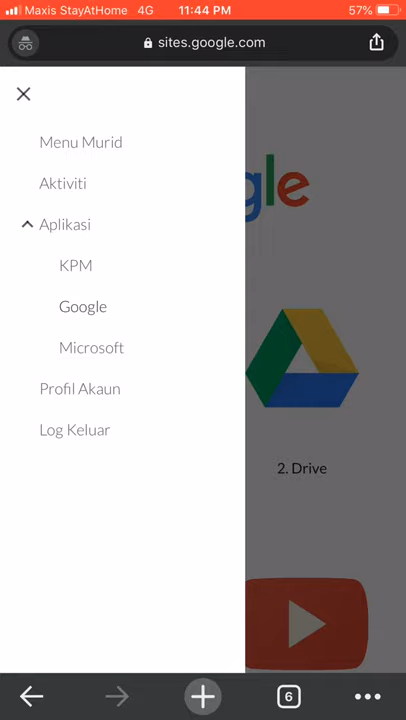 Maxis StayAtHome 4G 11:44 PM 57%
sites.google.com
Menu Murid
Aktiviti
Aplikasi
KPM
Google
Microsoft
Profil Akaun
Log Keluar
gle
2. Drive
6